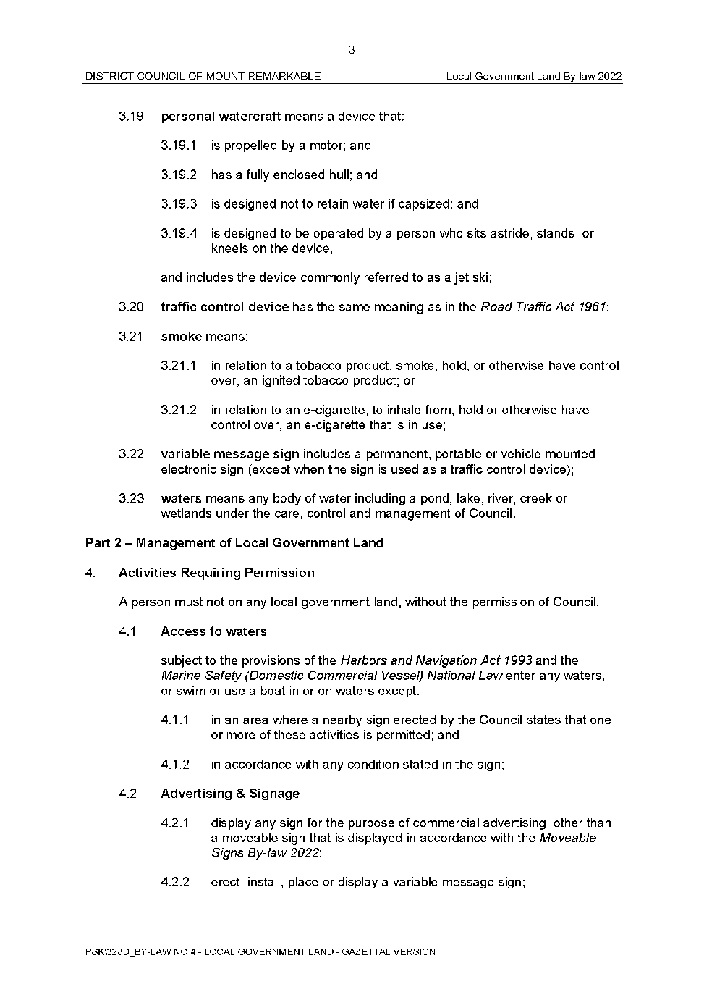 3
DISTRICT COUNCIL OF MOUNT REMARKABLE Local Government Land By-law 2022
3.19 personal watercraft means a device that:
3.19.1 is propelled by a motor; and
3.19.2 has a fully enclosed hull; and
3.19.3 is designed not to retain water if capsized; and
3.19.4 is designed to be operated by a person who sits astride, stands, or
kneels on the device,
and includes the device commonly referred to as a jet ski;
3.20 traffic control device has the same meaning as in the Road Traffic Act 1961;
3.21 smoke means:
3.21.1 in relation to a tobacco product, smoke, hold, or otherwise have control
over, an ignited tobacco product; or
3.21.2 in relation to an e-cigarette, to inhale from, hold or otherwise have
control over, an e-cigarette that is in use;
3.22 variable message sign includes a permanent, portable or vehicle mounted
electronic sign (except when the sign is used as a traffic control device);
3.23 waters means any body of water including a pond, lake, river, creek or
wetlands under the care, control and management of Council.
Part 2 – Management of Local Government Land
4. Activities Requiring Permission
A person must not on any local government land, without the permission of Council:
4.1 Access to waters
subject to the provisions of the Harbors and Navigation Act 1993 and the
Marine Safety (Domestic Commercial Vessel) National Law enter any waters,
or swim or use a boat in or on waters except:
4.1.1 in an area where a nearby sign erected by the Council states that one
or more of these activities is permitted; and
4.1.2 in accordance with any condition stated in the sign;
4.2 Advertising & Signage
4.2.1 display any sign for the purpose of commercial advertising, other than
a moveable sign that is displayed in accordance with the Moveable
Signs By-law 2022;
4.2.2 erect, install, place or display a variable message sign;
PSK\328D_BY-LAW NO 4 - LOCAL GOVERNMENT LAND - GAZETTAL VERSION